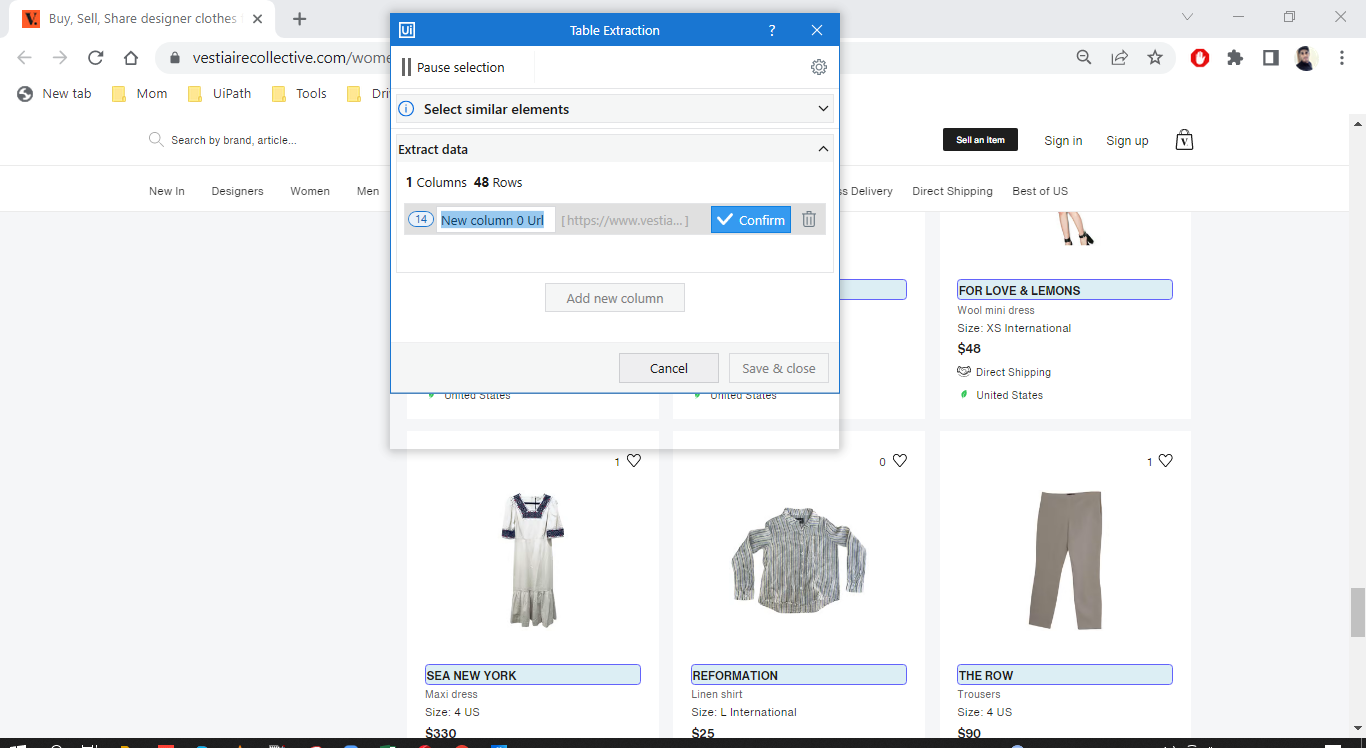 Buy, Sell, Share designer clothes
Ui
Table Extraction
?
vestiairecollective.com/wome
Pause selection
New tab
Mom
UiPath
Tools
Dri
Select similar elements
Search by brand, article...
Sell an item
Sign in
Sign up
Extract data
1 Columns 48 Rows
New In
Designers
Women
Men
ss Delivery
Direct Shipping
Best of US
14
New column 0 Url
[https://www.vestia...]
Confirm
Add new column
Cancel
Save & close
FOR LOVE & LEMONS
Wool mini dress
Size: XS International
$48
Direct Shipping
United States
United States
United States
1
0
1
SEA NEW YORK
Maxi dress
Size: 4 US
$330
REFORMATION
Linen shirt
Size: L International
$25
THE ROW
Trousers
Size: 4 US
$90